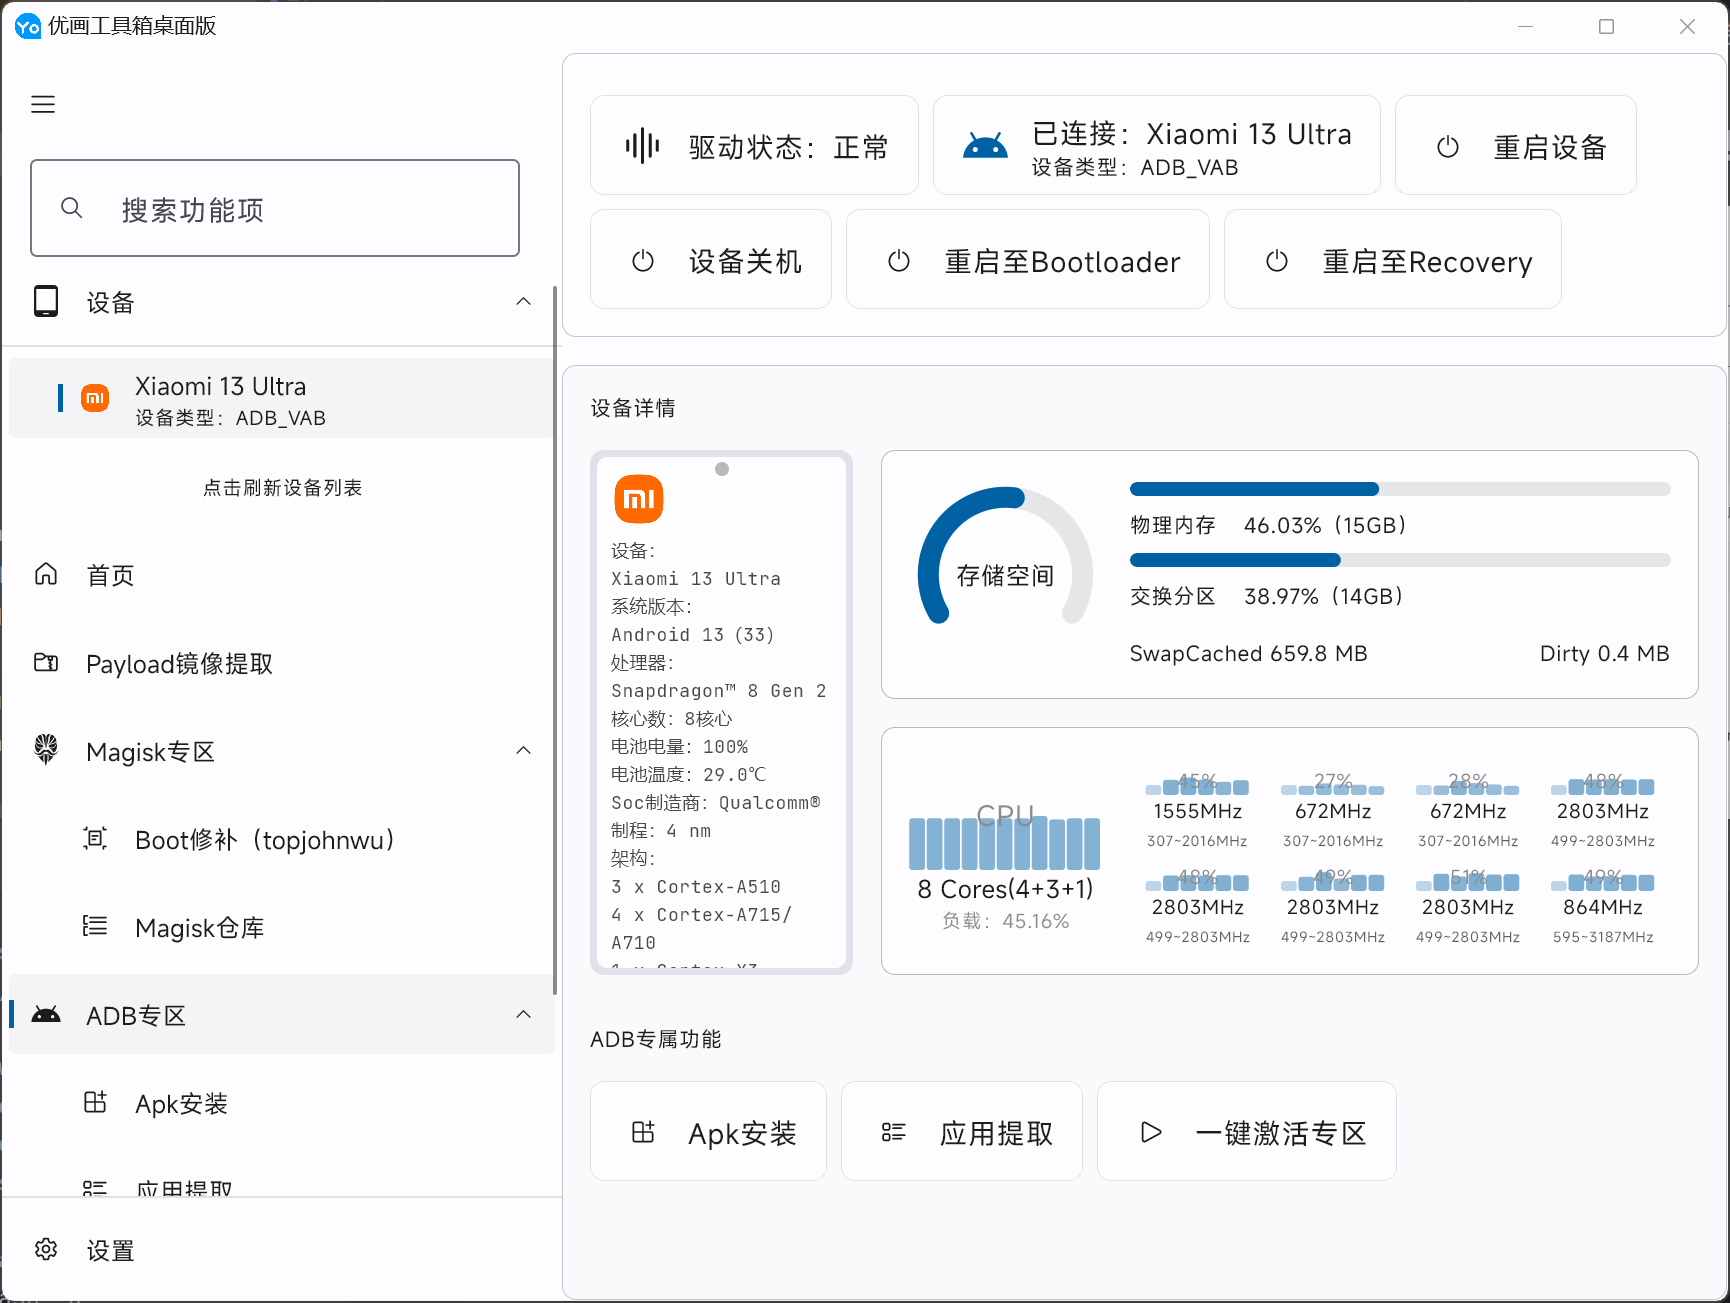 优画工具箱桌面版
搜索功能项
设备
Xiaomi 13 Ultra
设备类型：ADB_VAB
点击刷新设备列表
首页
Payload镜像提取
Magisk专区
Boot修补（topjohnwu）
Magisk仓库
ADB专区
Apk安装
应用提取
设置
驱动状态：正常
已连接：Xiaomi 13 Ultra
设备类型：ADB_VAB
重启设备
设备关机
重启至Bootloader
重启至Recovery
设备详情
设备：
Xiaomi 13 Ultra
系统版本：
Android 13 (33)
处理器：
Snapdragon™ 8 Gen 2
核心数：8核心
电池电量：100%
电池温度：29.0℃
Soc制造商：Qualcomm®
制程：4 nm
架构：
3 x Cortex-A510
4 x Cortex-A715/
A710
1 x Cortex-X3
存储空间
物理内存 46.03%（15GB）
交换分区 38.97%（14GB）
SwapCached 659.8 MB
Dirty 0.4 MB
CPU
8 Cores(4+3+1)
负载：45.16%
45%
1555MHz
307~2016MHz
27%
672MHz
307~2016MHz
28%
672MHz
307~2016MHz
48%
2803MHz
499~2803MHz
48%
2803MHz
499~2803MHz
49%
2803MHz
499~2803MHz
51%
2803MHz
499~2803MHz
49%
864MHz
595~3187MHz
ADB专属功能
Apk安装
应用提取
一键激活专区